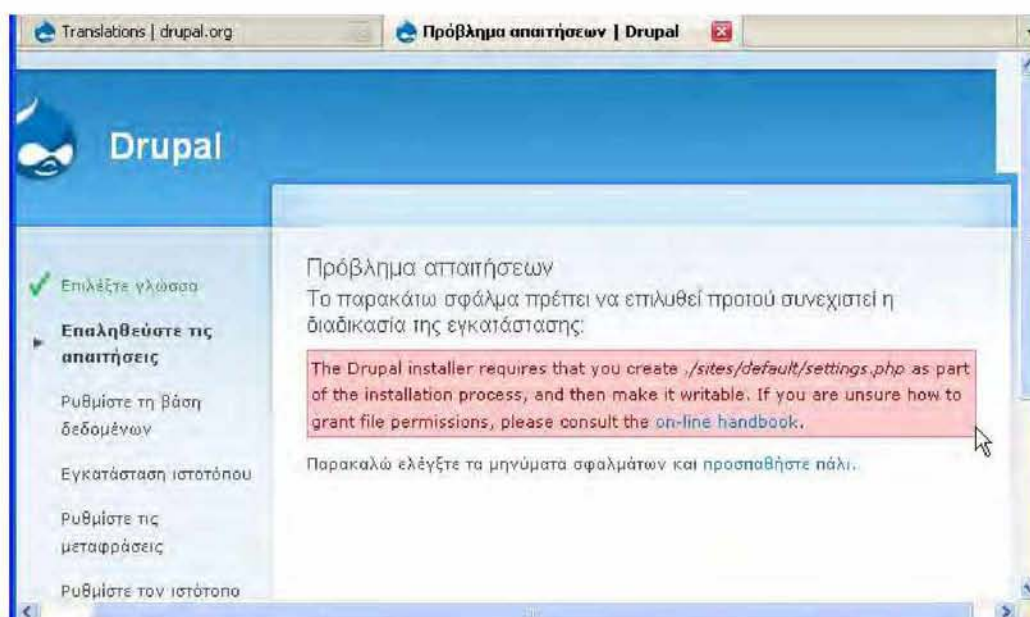 Translations | drupal.org
Πρόβλημα απαιτήσεων | Drupal
Drupal
Επιλέξτε γλώσσα
Επαληθεύστε τις
απαιτήσεις
Ρυθμίστε τη βάση
δεδομένων
Εγκατάσταση ιστοτόπου
Ρυθμίστε τις
μεταφράσεις
Ρυθμίστε τον ιστότοπο
Πρόβλημα απαιτήσεων
Το παρακάτω σφάλμα πρέπει να επιλυθεί προτού συνεχιστεί η
διαδικασία της εγκατάστασης:
The Drupal installer requires that you create ./sites/default/settings.php as part
of the installation process, and then make it writable. If you are unsure how to
grant file permissions, please consult the on-line handbook.
Παρακαλώ ελέγξτε τα μηνύματα σφαλμάτων και προσπαθήστε πάλι.